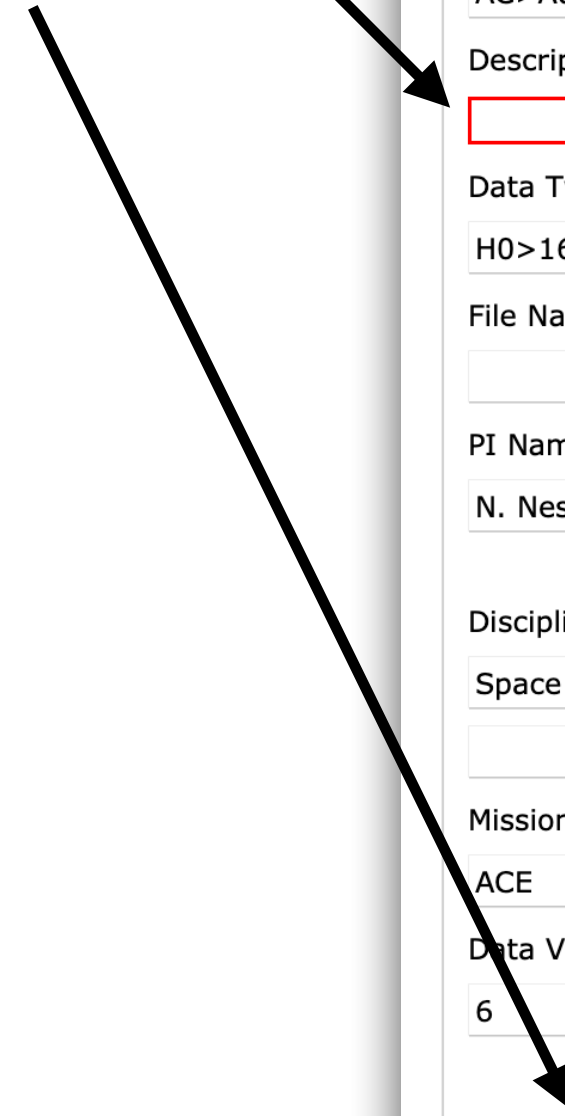 Descrip
Data T
H0>16
File Na
PI Nam
N. Nes
Discipli
Space
Mission
ACE
Data V
6